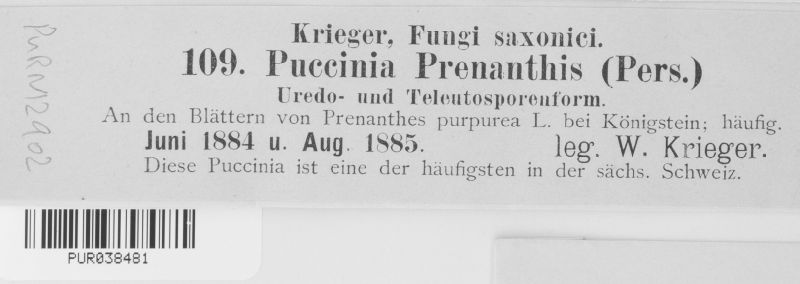 Krieger, Fungi saxonici.
109. Puccinia Prenanthis (Pers.)
Uredo- und Teleutosporenform.
An den Blättern von Prenanthes purpurea L. bei Königstein; häufig.
Juni 1884 u. Aug. 1885. leg. W. Krieger.
Diese Puccinia ist eine der häufigsten in der sächs. Schweiz.
PURN12902
PUR038481